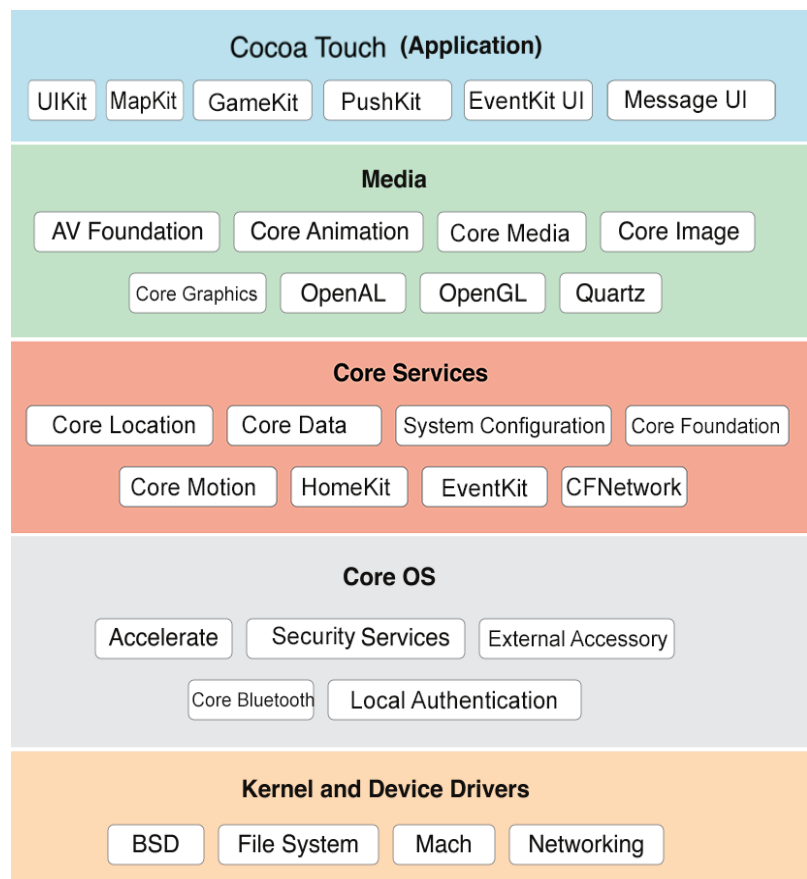 Cocoa Touch (Application)
UIKit MapKit GameKit PushKit EventKit UI Message UI
Media
AV Foundation Core Animation Core Media Core Image
Core Graphics OpenAL OpenGL Quartz
Core Services
Core Location Core Data System Configuration Core Foundation
Core Motion HomeKit EventKit CFNetwork
Core OS
Accelerate Security Services External Accessory
Core Bluetooth Local Authentication
Kernel and Device Drivers
BSD File System Mach Networking